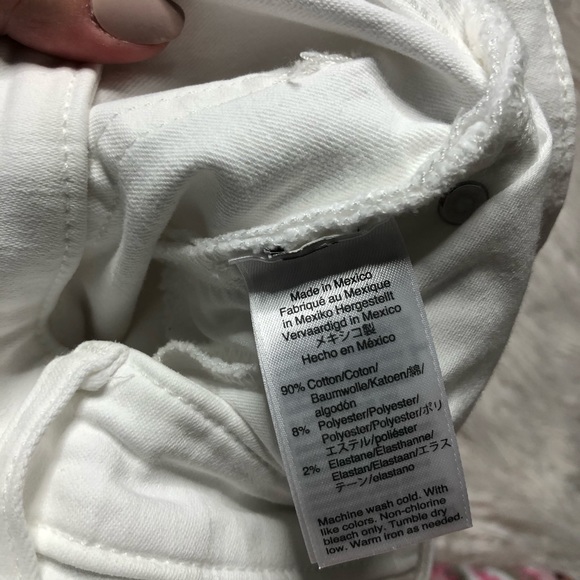 Made in Mexico
Fabriqué au Mexique
in Mexiko Hergestellt
Vervaardigd in Mexico
メキシコ製
Hecho en México
90% Cotton/Coton/
Baumwolle/Katoen/綿/
algodón
8% Polyester/Polyester/
Polyester/Polyester/ポリ
エステル/poliéster
2% Elastane/Élasthanne/
Elastan/Elastaan/エラス
テーン/elastano
Machine wash cold. With
like colors. Non-chlorine
bleach only. Tumble dry
low. Warm iron as needed.